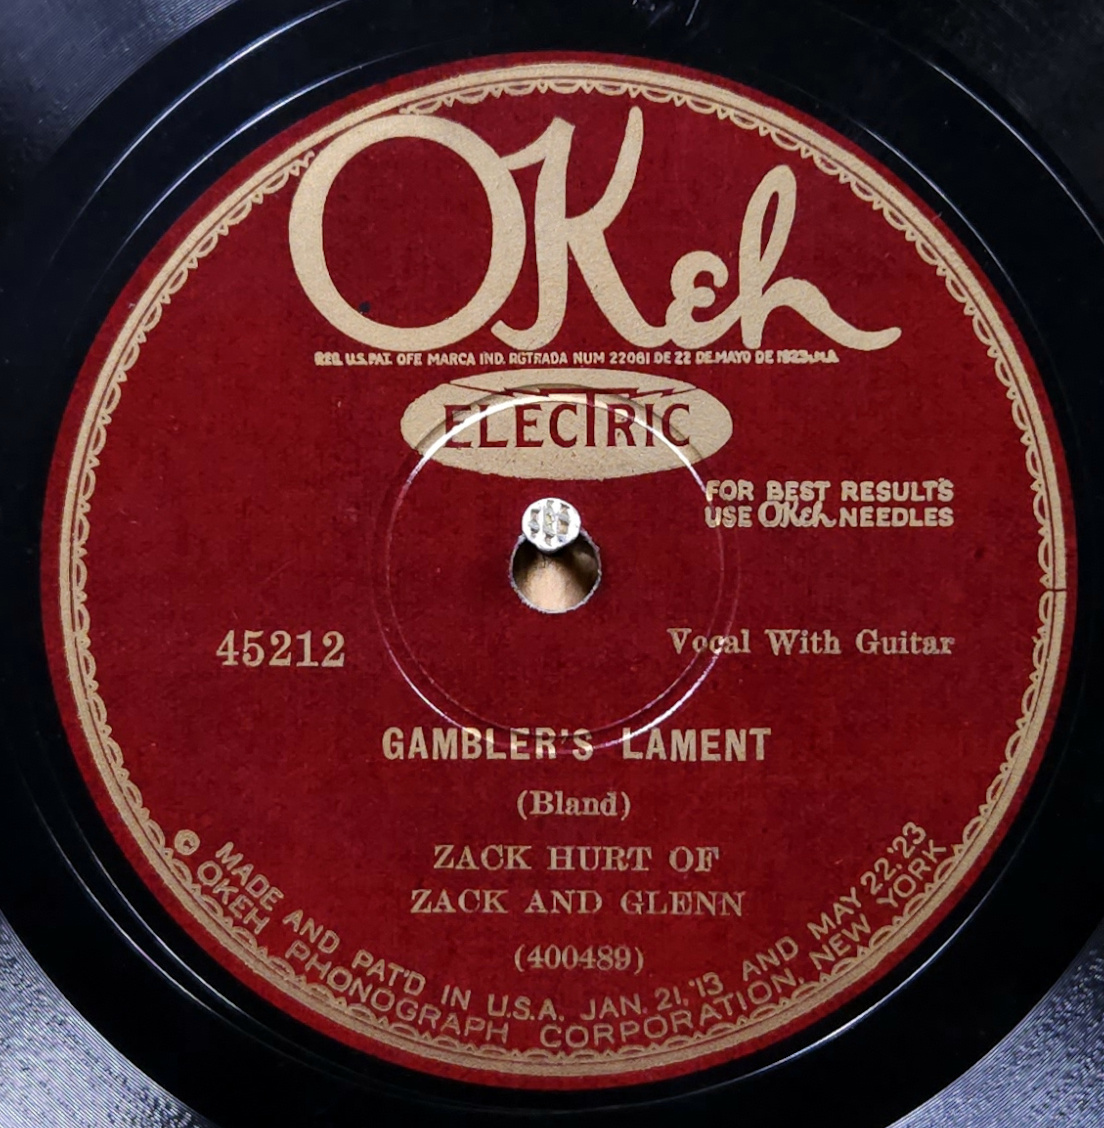 OKeh
REG. U.S. PAT. OFF. MARCA IND. RGTRADA NUM 22081 DE 22 DE MAYO DE 1923
ELECTRIC
FOR BEST RESULTS
USE OKeh NEEDLES
45212
Vocal With Guitar
GAMBLER'S LAMENT
(Bland)
ZACK HURT OF
ZACK AND GLENN
(400489)
MADE AND PAT'D IN U.S.A. JAN. 21, '13 AND MAY 22, '23
© OKEH PHONOGRAPH CORPORATION, NEW YORK